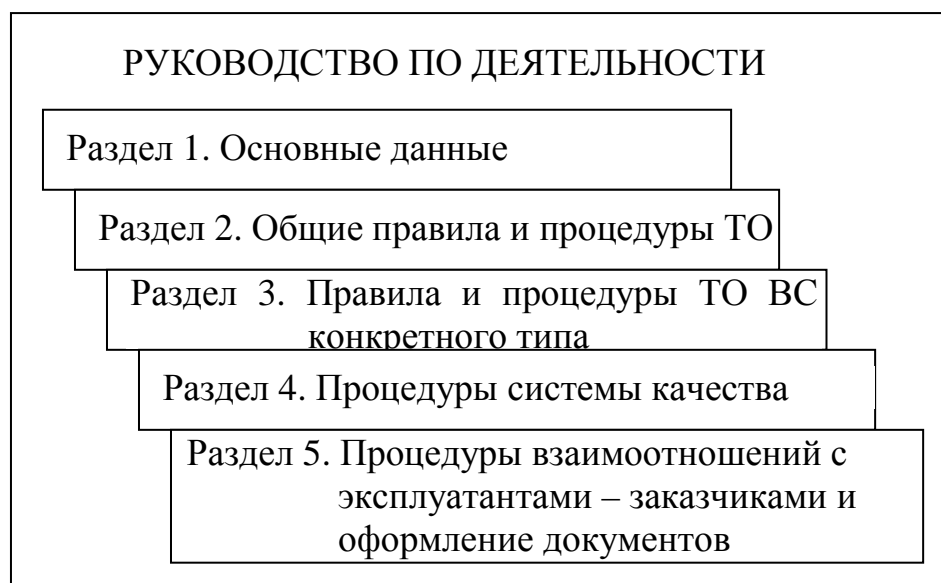 РУКОВОДСТВО ПО ДЕЯТЕЛЬНОСТИ
Раздел 1. Основные данные
Раздел 2. Общие правила и процедуры ТО
Раздел 3. Правила и процедуры ТО ВС
конкретного типа
Раздел 4. Процедуры системы качества
Раздел 5. Процедуры взаимоотношений с
эксплуатантами – заказчиками и
оформление документов